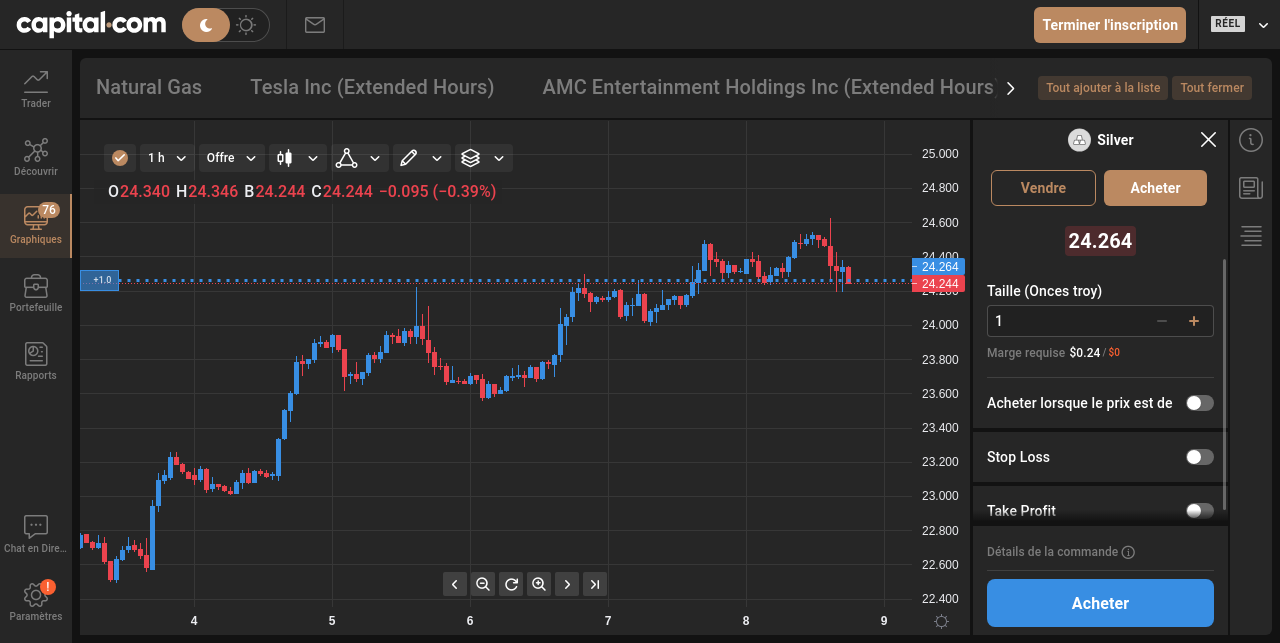 capital.com
Terminer l'inscription
RÉEL
Trader
Découvrir
76
Graphiques
Portefeuille
Rapports
Chat en Dire...
!
Paramètres
Natural Gas
Tesla Inc (Extended Hours)
AMC Entertainment Holdings Inc (Extended Hours)
Tout ajouter à la liste
Tout fermer
1 h
Offre
O24.340 H24.346 B24.244 C24.244 −0.095 (−0.39%)
+1.0
25.000
24.800
24.600
24.400
24.264
24.244
24.200
24.000
23.800
23.600
23.400
23.200
23.000
22.800
22.600
22.400
4 5 6 7 8 9
Silver
Vendre
Acheter
24.264
Taille (Onces troy)
1
Marge requise $0.24 / $0
Acheter lorsque le prix est de
Stop Loss
Take Profit
Détails de la commande
Acheter